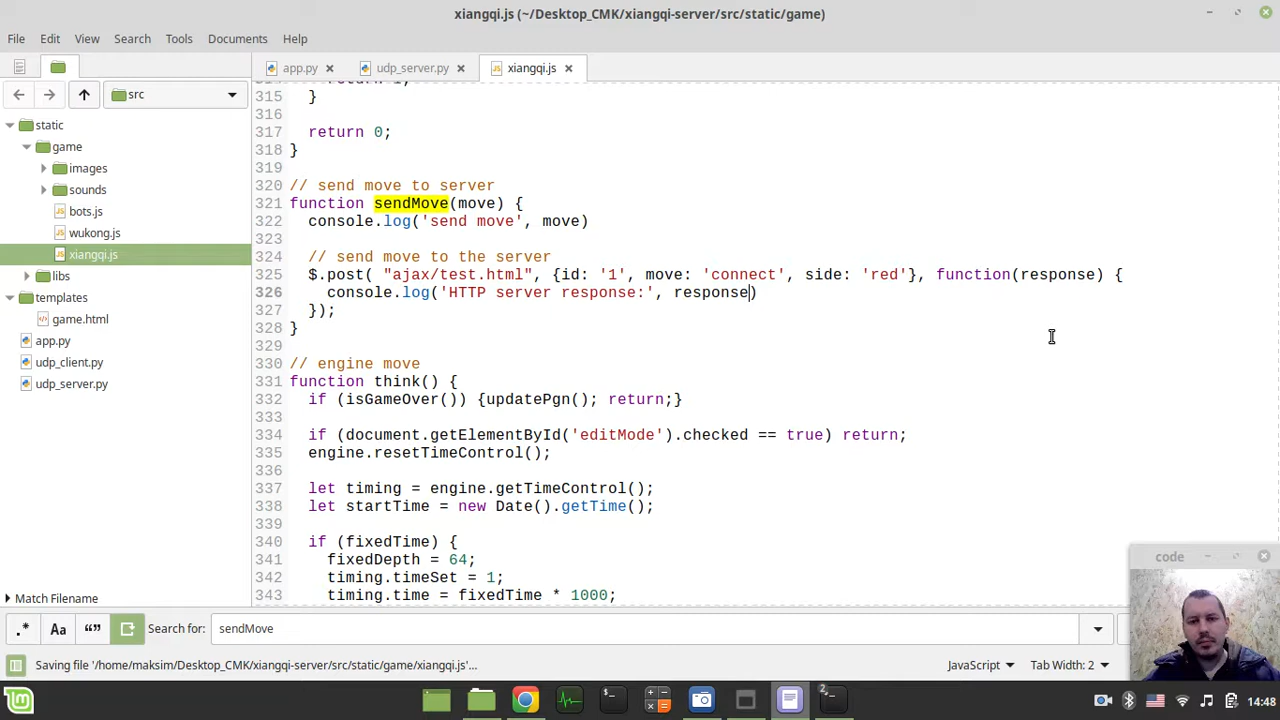 xiangqi.js (~/Desktop_CMK/xiangqi-server/src/static/game)
File Edit View Search Tools Documents Help
app.py udp_server.py xiangqi.js
src
static
game
images
sounds
bots.js
wukong.js
xiangqi.js
libs
templates
game.html
app.py
udp_client.py
udp_server.py
Match Filename
315 }
316
317 return 0;
318 }
319
320 // send move to server
321 function sendMove(move) {
322 console.log('send move', move)
323
324 // send move to the server
325 $.post( "ajax/test.html", {id: '1', move: 'connect', side: 'red'}, function(response) {
326 console.log('HTTP server response:', response)
327 });
328 }
329
330 // engine move
331 function think() {
332 if (isGameOver()) {updatePgn(); return;}
333
334 if (document.getElementById('editMode').checked == true) return;
335 engine.resetTimeControl();
336
337 let timing = engine.getTimeControl();
338 let startTime = new Date().getTime();
339
340 if (fixedTime) {
341 fixedDepth = 64;
342 timing.timeSet = 1;
343 timing.time = fixedTime * 1000;
code
.* Aa “” Search for: sendMove
Saving file '/home/maksim/Desktop_CMK/xiangqi-server/src/static/game/xiangqi.js'... JavaScript Tab Width: 2
14:48